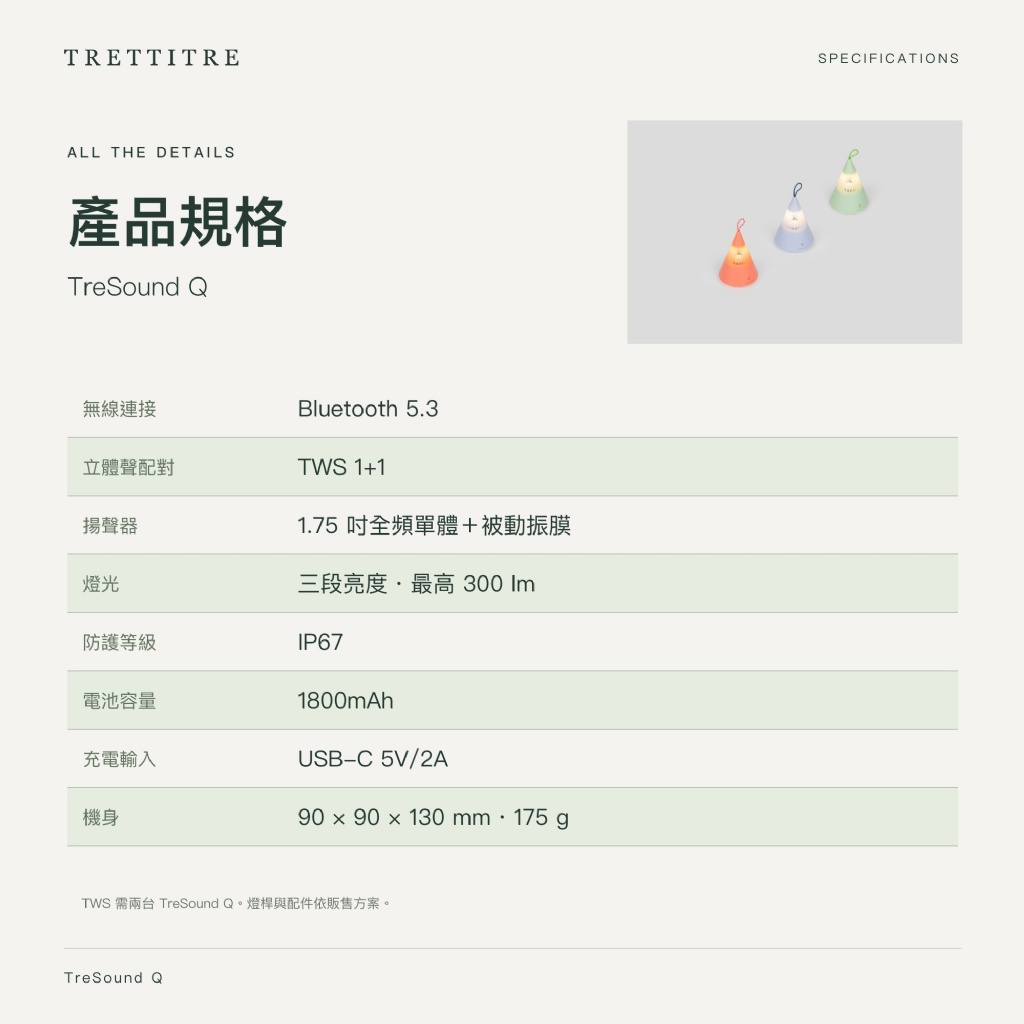 TRETTITRE
SPECIFICATIONS
ALL THE DETAILS
產品規格
TreSound Q
無線連接 Bluetooth 5.3
立體聲配對 TWS 1+1
揚聲器 1.75 吋全頻單體＋被動振膜
燈光 三段亮度・最高 300 lm
防護等級 IP67
電池容量 1800mAh
充電輸入 USB–C 5V/2A
機身 90 × 90 × 130 mm・175 g
TWS 需兩台 TreSound Q。燈桿與配件依販售方案。
TreSound Q